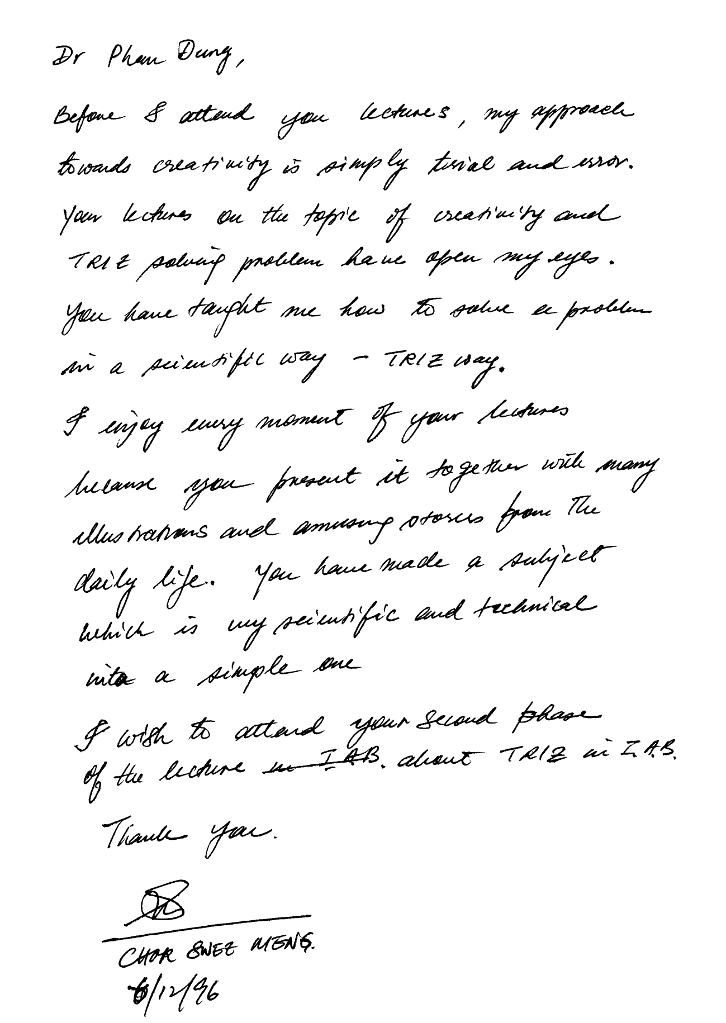 Dr Phan Dung,
Before I attend you lectures, my approach
towards creativity is simply trial and error.
Your lectures on the topic of creativity and
TRIZ solving problem have open my eyes.
You have taught me how to solve a problem
in a scientific way - TRIZ way.
I enjoy every moment of your lectures
because you present it together with many
illustrations and amusing stories from the
daily life. You have made a subject
which is very scientific and technical
into a simple one
I wish to attend your second phase
of the lecture in I.A.B. about TRIZ in I.A.B.
Thank you.
CHOR SWEE MENG.
6/12/96